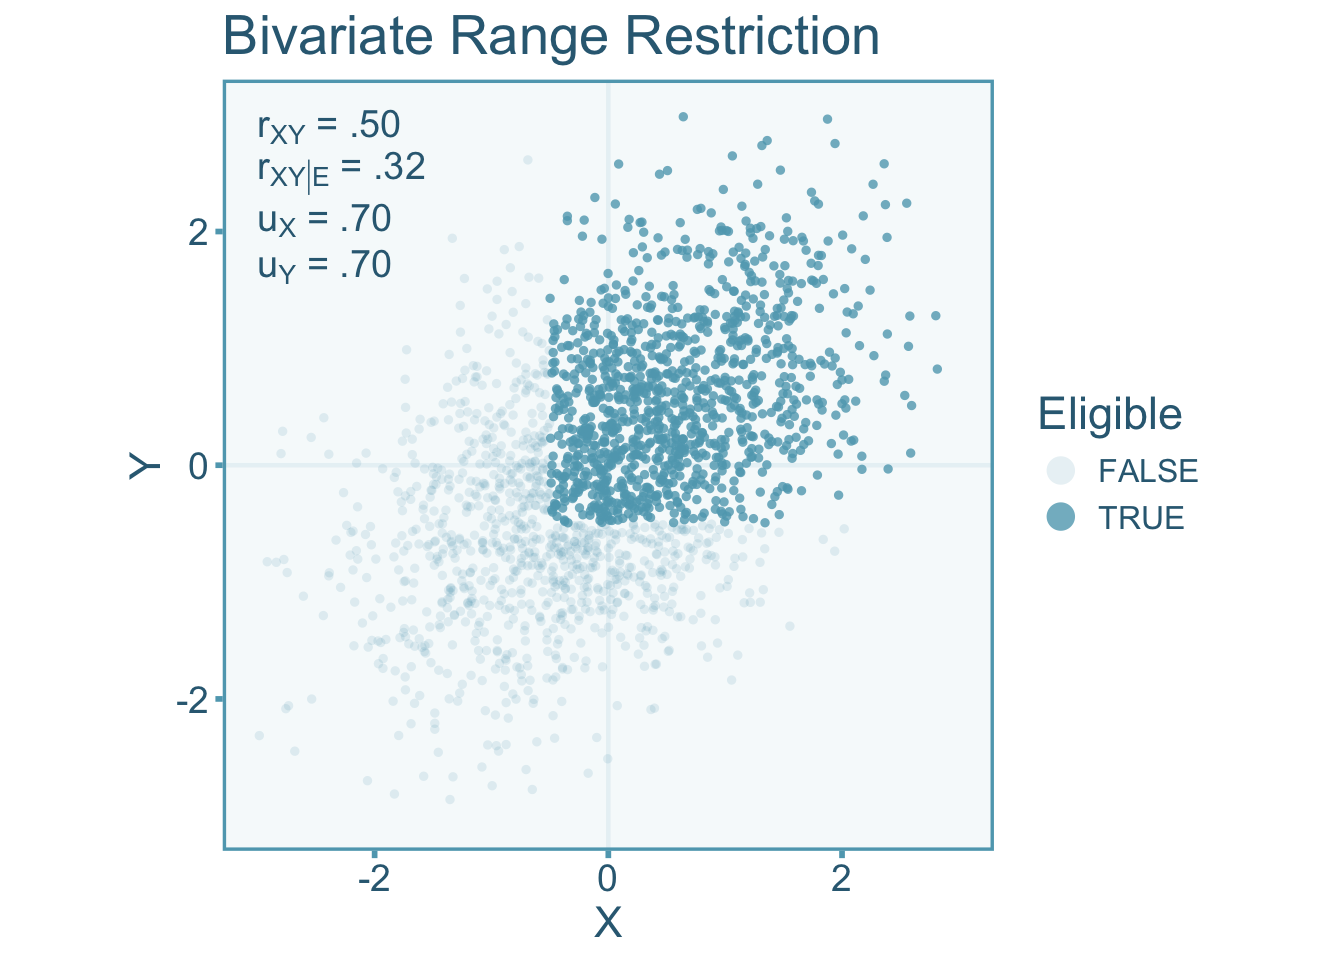 Bivariate Range Restriction
rXY = .50
rXY|E = .32
uX = .70
uY = .70
2
0
-2
Y
-2 0 2
X
Eligible
FALSE
TRUE